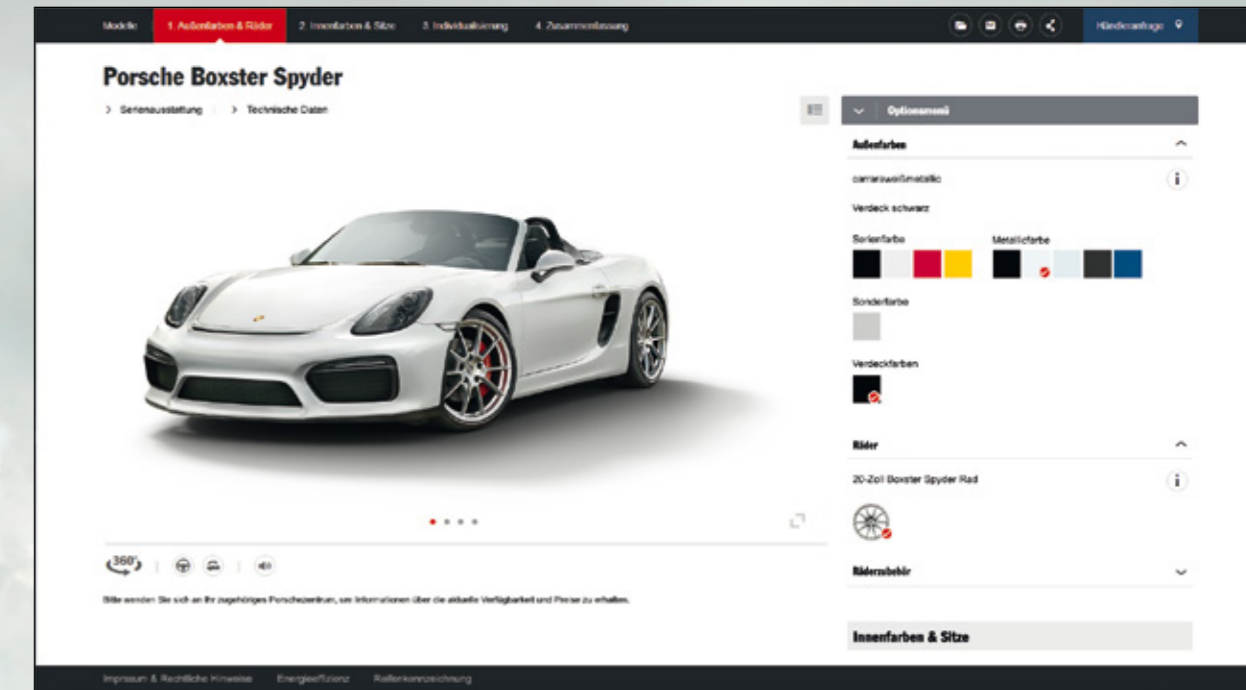 Modelle
1. Außenfarben & Räder
2. Innenfarben & Sitze
3. Individualisierung
4. Zusammenfassung
Händleranfrage
Porsche Boxster Spyder
Serienausstattung
Technische Daten
Optionsmenü
Außenfarben
carraraweißmetallic
Verdeck schwarz
Serienfarbe
Metallicfarbe
Sonderfarbe
Verdeckfarben
Räder
20-Zoll Boxster Spyder Rad
Räderzubehör
360°
Bitte wenden Sie sich an Ihr zugehöriges Porschezentrum, um Informationen über die aktuelle Verfügbarkeit und Preise zu erhalten.
Innenfarben & Sitze
Impressum & Rechtliche Hinweise
Energieeffizienz
Reifenkennzeichnung